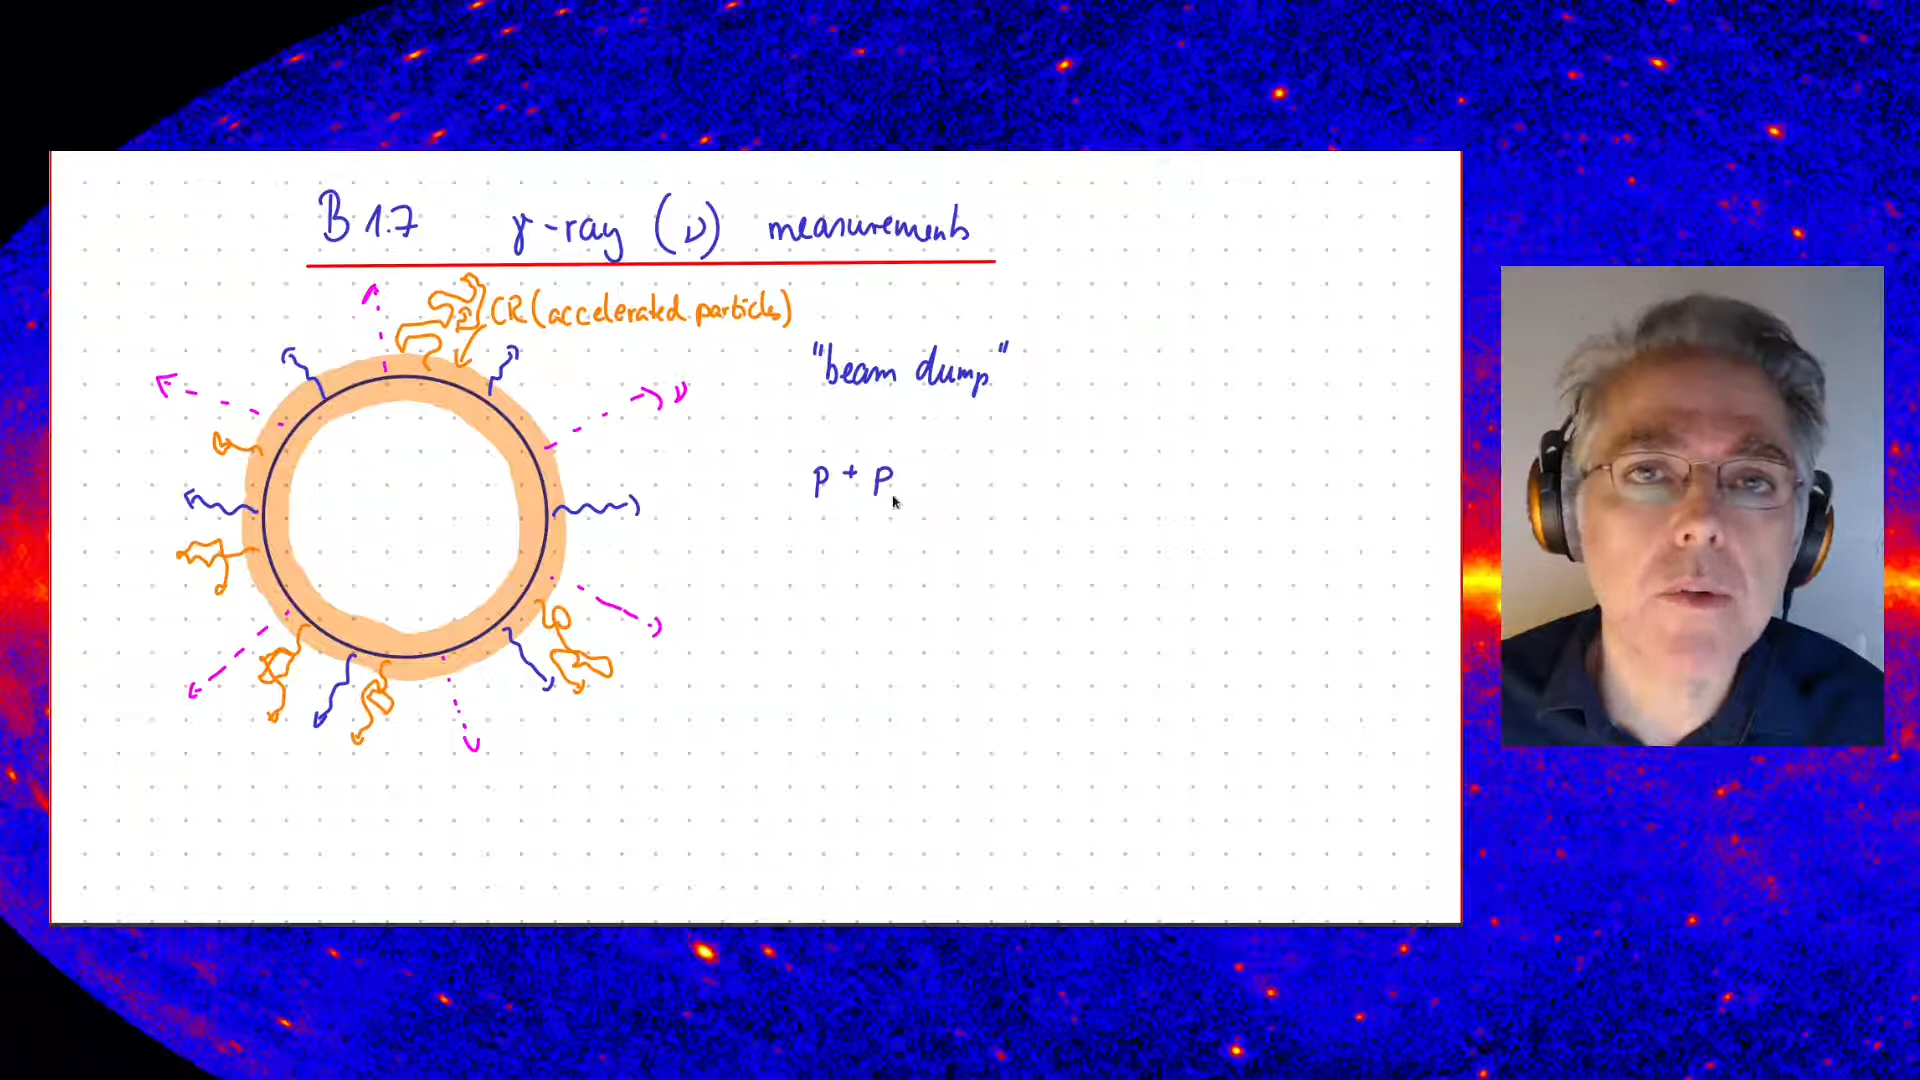 B 1.7 γ-ray (ν) measurements
CR (accelerated particles)
"beam dump"
ν
p + p